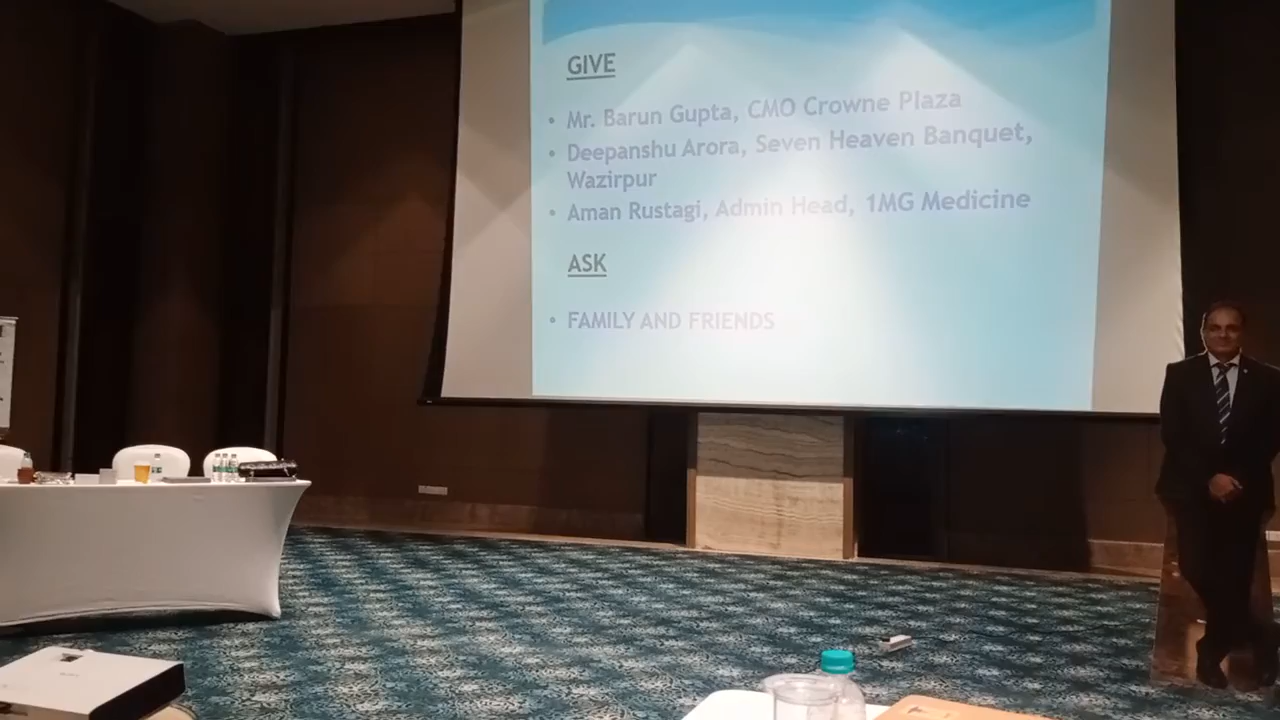 GIVE
• Mr. Barun Gupta, CMO Crowne Plaza
• Deepanshu Arora, Seven Heaven Banquet,
Wazirpur
• Aman Rustagi, Admin Head, 1MG Medicine
ASK
• FAMILY AND FRIENDS